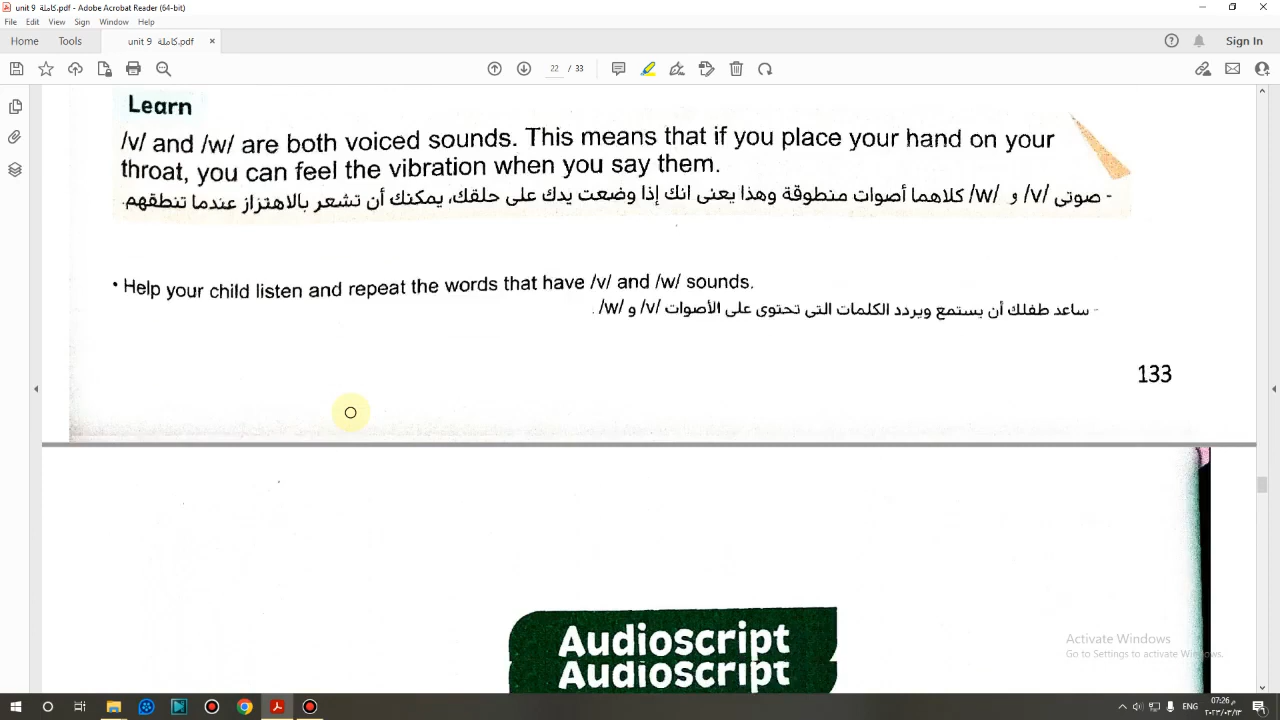 unit 9 كاملة.pdf - Adobe Acrobat Reader (64-bit)
File Edit View Sign Window Help
Home Tools unit 9 كاملة.pdf × Sign In
22 / 33
Learn
/v/ and /w/ are both voiced sounds. This means that if you place your hand on your
throat, you can feel the vibration when you say them.
- صوتى /v/ و /w/ كلاهما أصوات منطوقة وهذا يعنى انك إذا وضعت يدك على حلقك، يمكنك أن تشعر بالاهتزاز عندما تنطقهم.
• Help your child listen and repeat the words that have /v/ and /w/ sounds.
- ساعد طفلك أن يستمع ويردد الكلمات التى تحتوى على الأصوات /v/ و /w/ .
133
Audioscript
Audioscript
Activate Windows
Go to Settings to activate Windows.
ENG
07:26 م
٢٠٢٣/٠٣/١٣